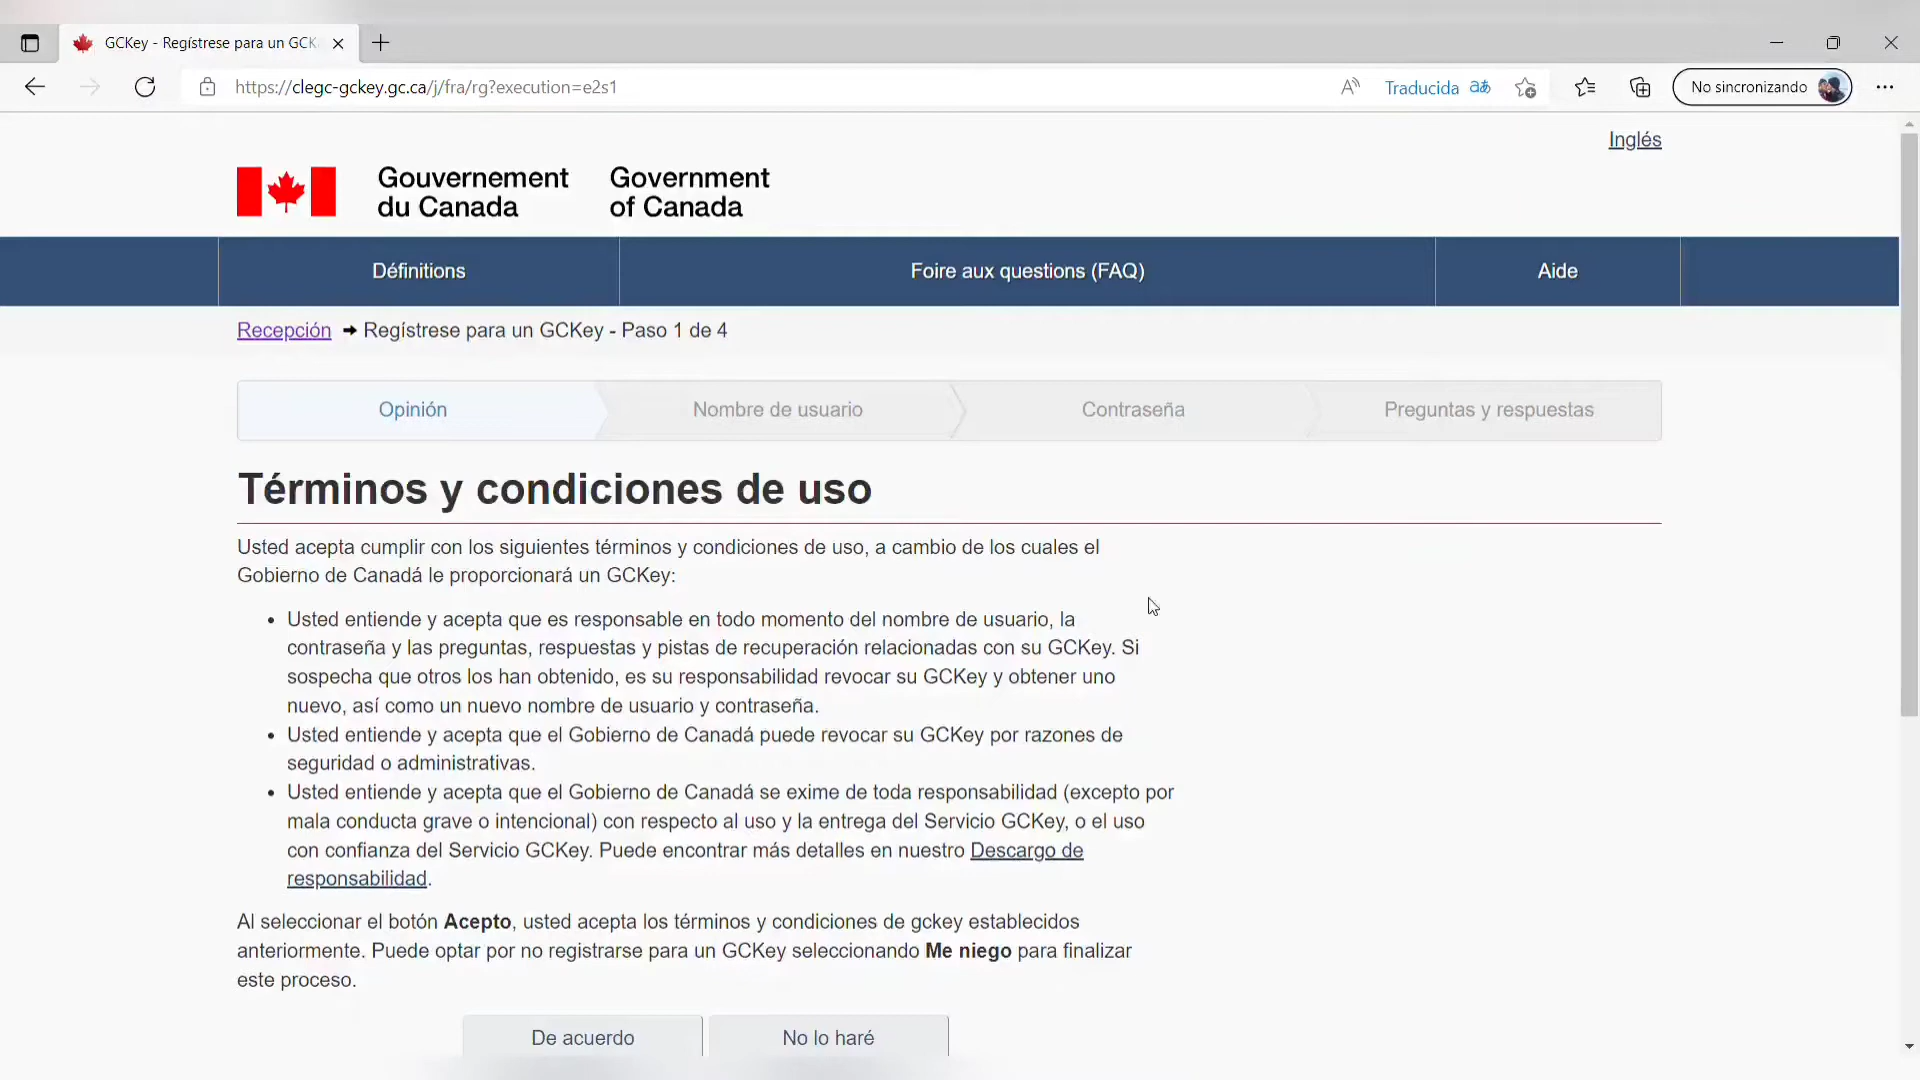 GCKey - Regístrese para un GCK
https://clegc-gckey.gc.ca/j/fra/rg?execution=e2s1
Traducida
No sincronizando
Inglés
Gouvernement du Canada
Government of Canada
Définitions
Foire aux questions (FAQ)
Aide
Recepción → Regístrese para un GCKey - Paso 1 de 4
Opinión
Nombre de usuario
Contraseña
Preguntas y respuestas
Términos y condiciones de uso
Usted acepta cumplir con los siguientes términos y condiciones de uso, a cambio de los cuales el
Gobierno de Canadá le proporcionará un GCKey:
• Usted entiende y acepta que es responsable en todo momento del nombre de usuario, la
contraseña y las preguntas, respuestas y pistas de recuperación relacionadas con su GCKey. Si
sospecha que otros los han obtenido, es su responsabilidad revocar su GCKey y obtener uno
nuevo, así como un nuevo nombre de usuario y contraseña.
• Usted entiende y acepta que el Gobierno de Canadá puede revocar su GCKey por razones de
seguridad o administrativas.
• Usted entiende y acepta que el Gobierno de Canadá se exime de toda responsabilidad (excepto por
mala conducta grave o intencional) con respecto al uso y la entrega del Servicio GCKey, o el uso
con confianza del Servicio GCKey. Puede encontrar más detalles en nuestro Descargo de
responsabilidad.
Al seleccionar el botón Acepto, usted acepta los términos y condiciones de gckey establecidos
anteriormente. Puede optar por no registrarse para un GCKey seleccionando Me niego para finalizar
este proceso.
De acuerdo
No lo haré